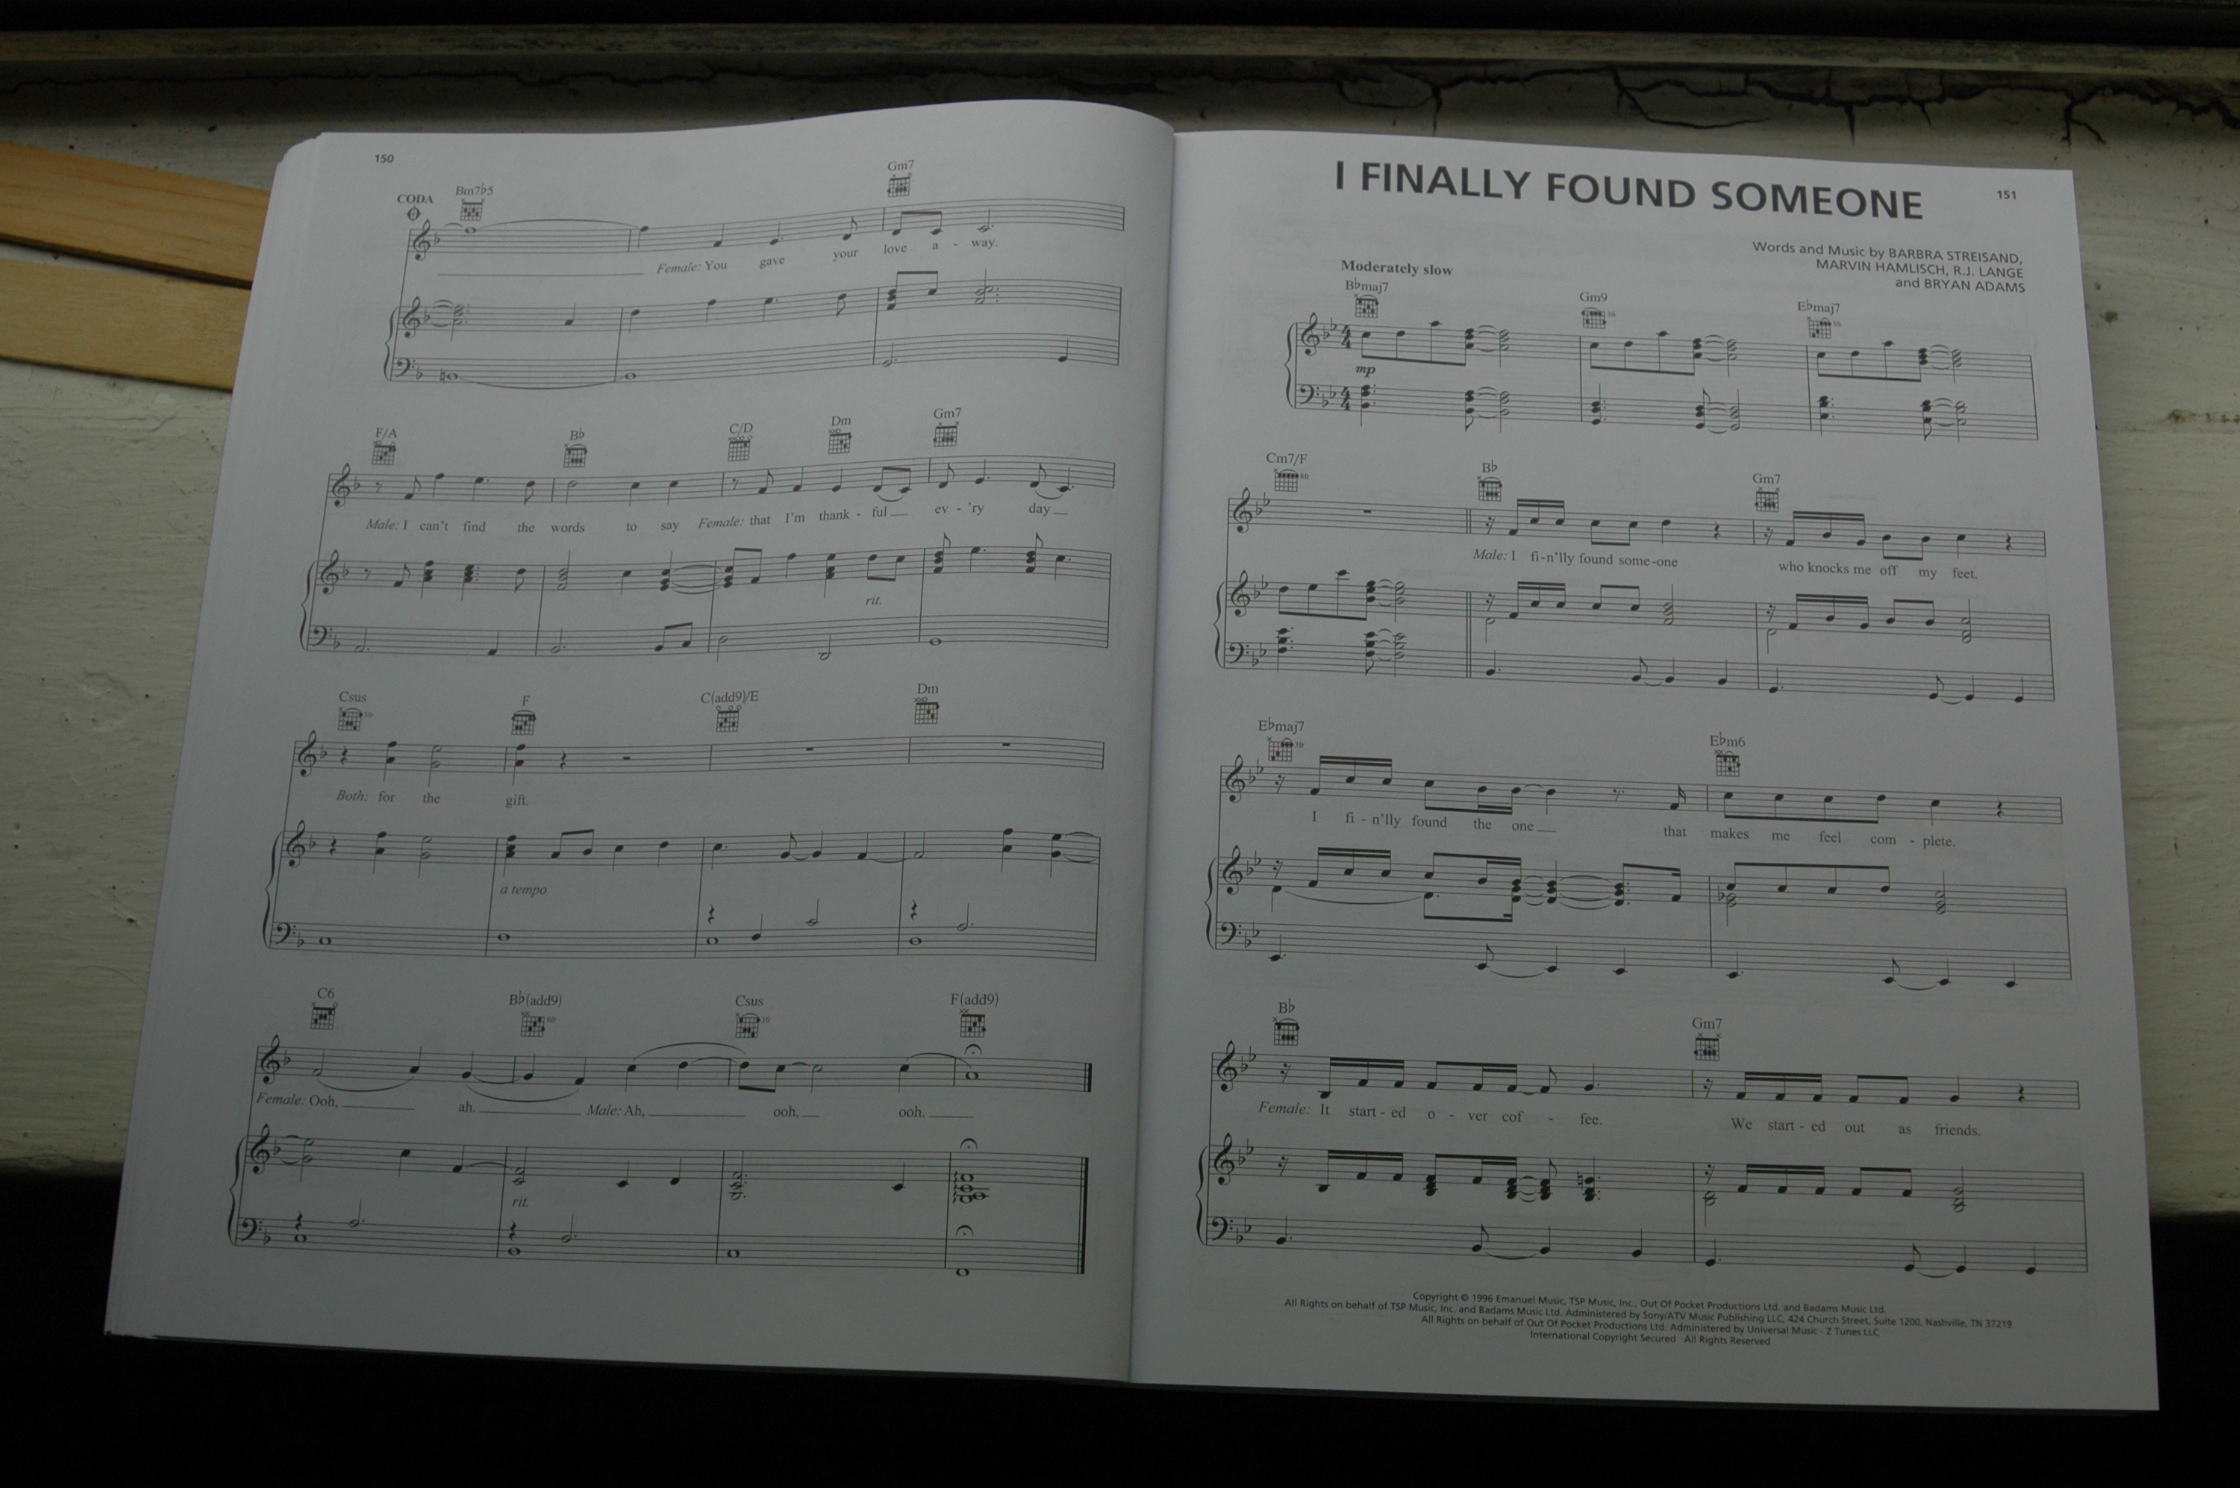 150
CODA
Bm7♭5 Gm7
Female: You gave your love a - way.
F/A B♭ C/D Dm Gm7
Male: I can't find the words to say Female: that I'm thank - ful ev - 'ry day
rit.
Csus F C(add9)/E Dm
Both: for the gift.
a tempo
C6 B♭(add9) Csus F(add9)
Female: Ooh, ah. Male: Ah, ooh, ooh.
rit.
I FINALLY FOUND SOMEONE
151
Words and Music by BARBRA STREISAND,
MARVIN HAMLISCH, R.J. LANGE
and BRYAN ADAMS
Moderately slow
B♭maj7 Gm9 E♭maj7
mp
Cm7/F B♭ Gm7
Male: I fi-n'lly found some-one who knocks me off my feet.
E♭maj7 E♭m6
I fi - n'lly found the one that makes me feel com - plete.
B♭ Gm7
Female: It start - ed o - ver cof - fee. We start - ed out as friends.
Copyright © 1996 Emanuel Music, TSP Music, Inc., Out Of Pocket Productions Ltd. and Badams Music Ltd.
All Rights on behalf of TSP Music, Inc. and Badams Music Ltd. Administered by Sony/ATV Music Publishing LLC, 424 Church Street, Suite 1200, Nashville, TN 37219
All Rights on behalf of Out Of Pocket Productions Ltd. Administered by Universal Music - Z Tunes LLC
International Copyright Secured All Rights Reserved